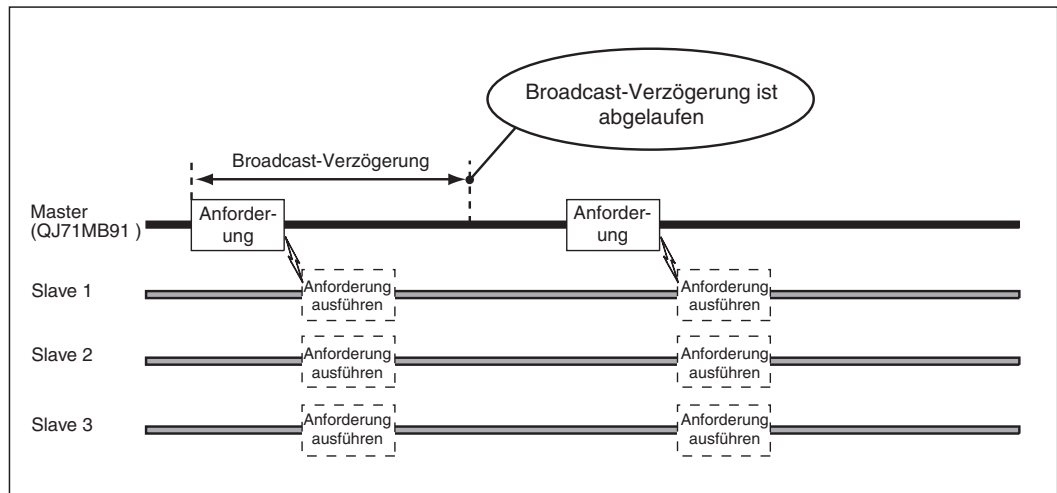 Broadcast-Verzögerung ist
abgelaufen
Broadcast-Verzögerung
Master
(QJ71MB91 )
Anforder-
ung
Anforder-
ung
Slave 1
Anforderung
ausführen
Anforderung
ausführen
Slave 2
Anforderung
ausführen
Anforderung
ausführen
Slave 3
Anforderung
ausführen
Anforderung
ausführen